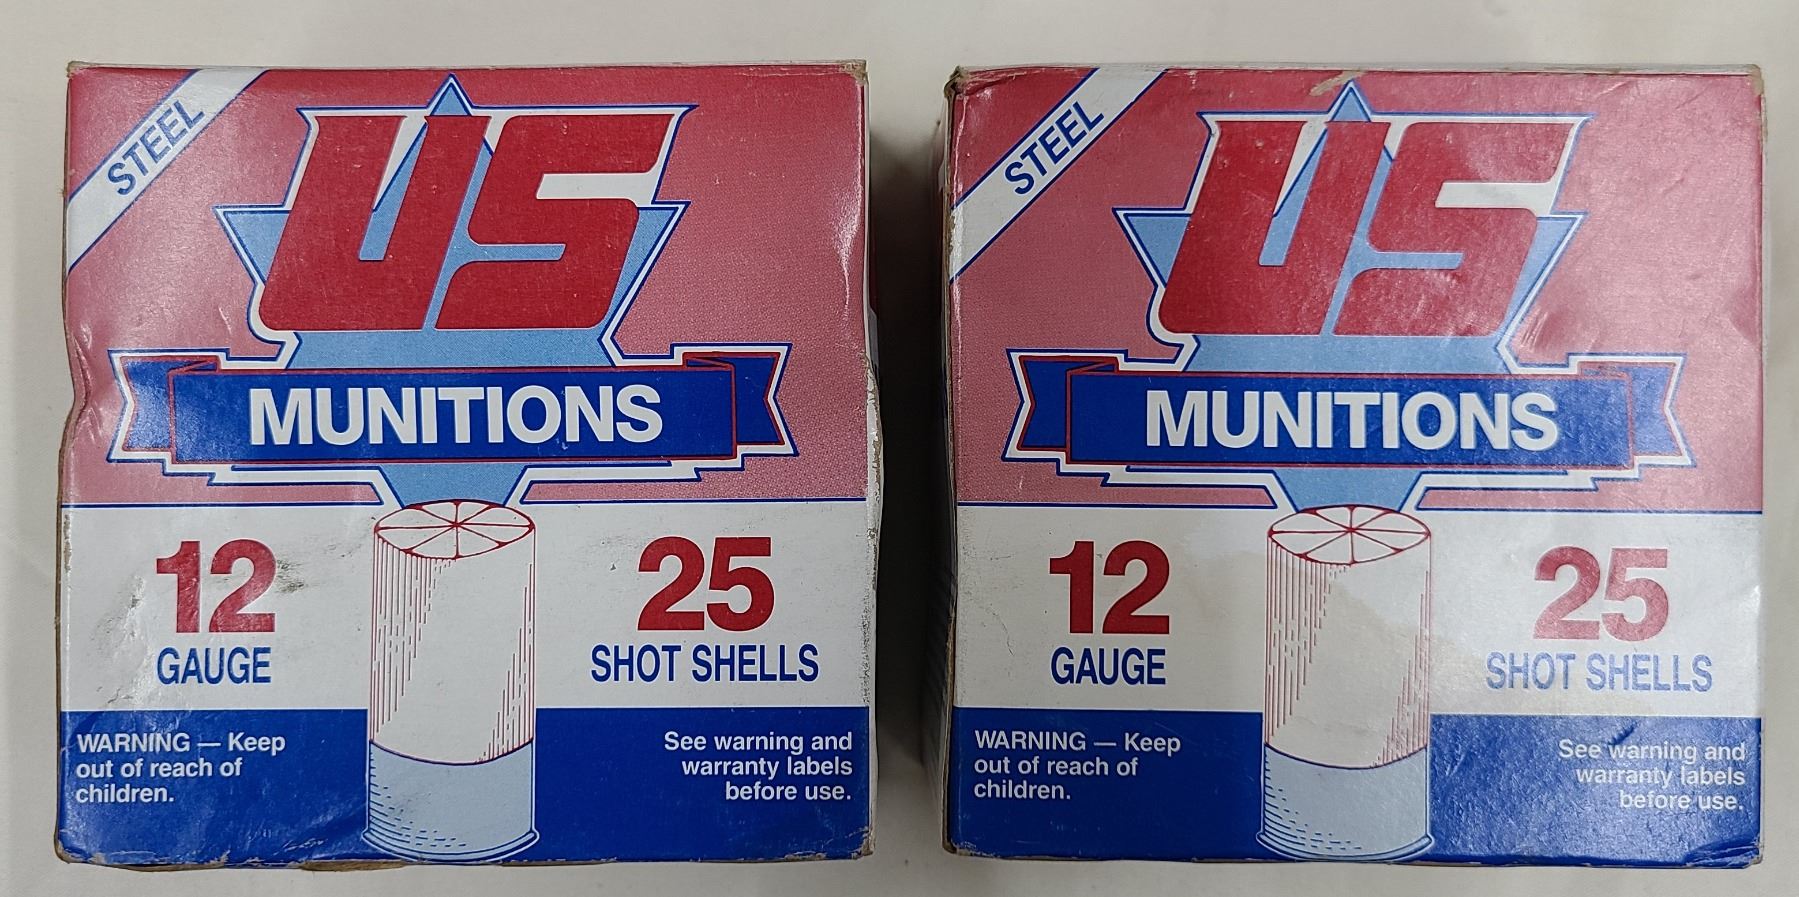 STEEL
US
MUNITIONS
12
GAUGE
25
SHOT SHELLS
WARNING — Keep
out of reach of
children.
See warning and
warranty labels
before use.
STEEL
US
MUNITIONS
12
GAUGE
25
SHOT SHELLS
WARNING — Keep
out of reach of
children.
See warning and
warranty labels
before use.